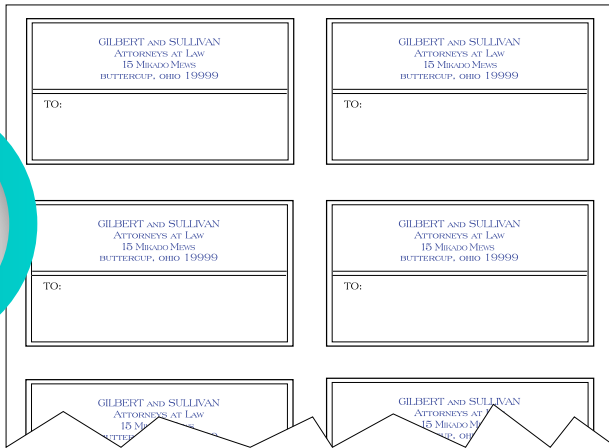 GILBERT AND SULLIVAN
ATTORNEYS AT LAW
15 MIKADO MEWS
BUTTERCUP, OHIO 19999
TO:
GILBERT AND SULLIVAN
ATTORNEYS AT LAW
15 MIKADO MEWS
BUTTERCUP, OHIO 19999
TO:
GILBERT AND SULLIVAN
ATTORNEYS AT LAW
15 MIKADO MEWS
BUTTERCUP, OHIO 19999
TO:
GILBERT AND SULLIVAN
ATTORNEYS AT LAW
15 MIKADO MEWS
BUTTERCUP, OHIO 19999
TO:
GILBERT AND SULLIVAN
ATTORNEYS AT LAW
15
GILBERT AND SULLIVAN
ATTORNEYS AT
15 MIKADO